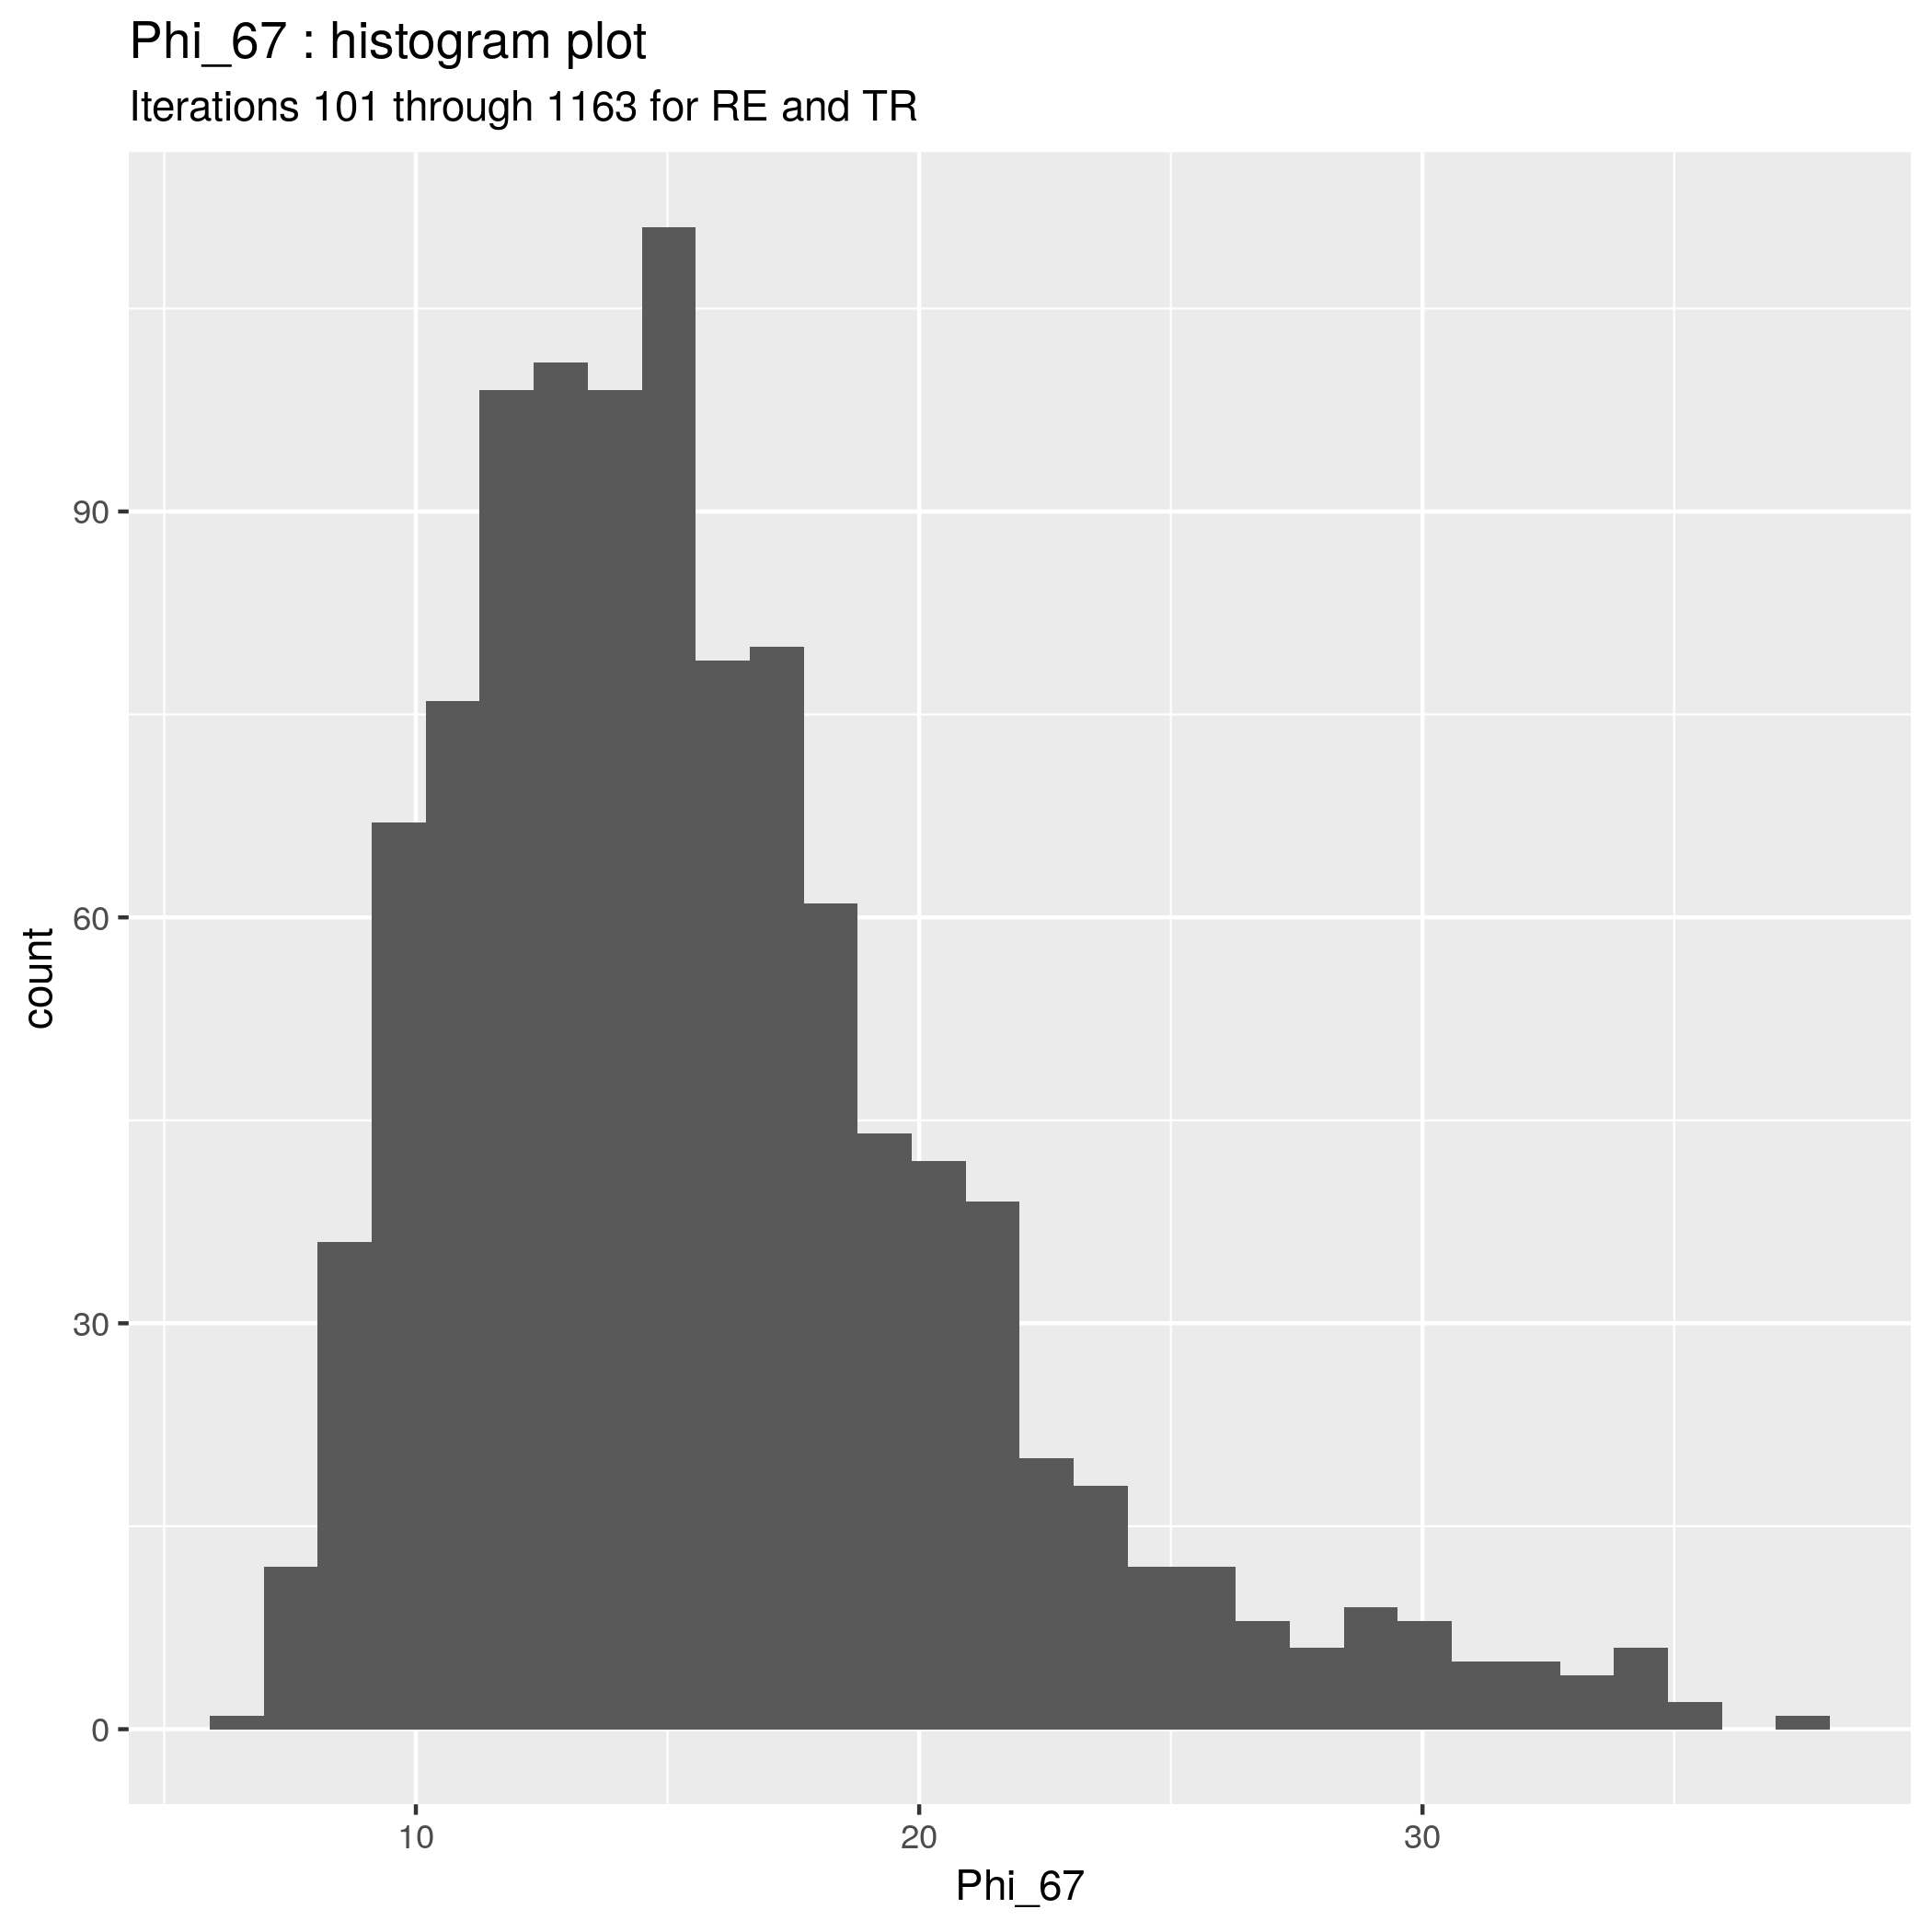 Phi_67 : histogram plot
Iterations 101 through 1163 for RE and TR
count
90
60
30
0
10 20 30
Phi_67